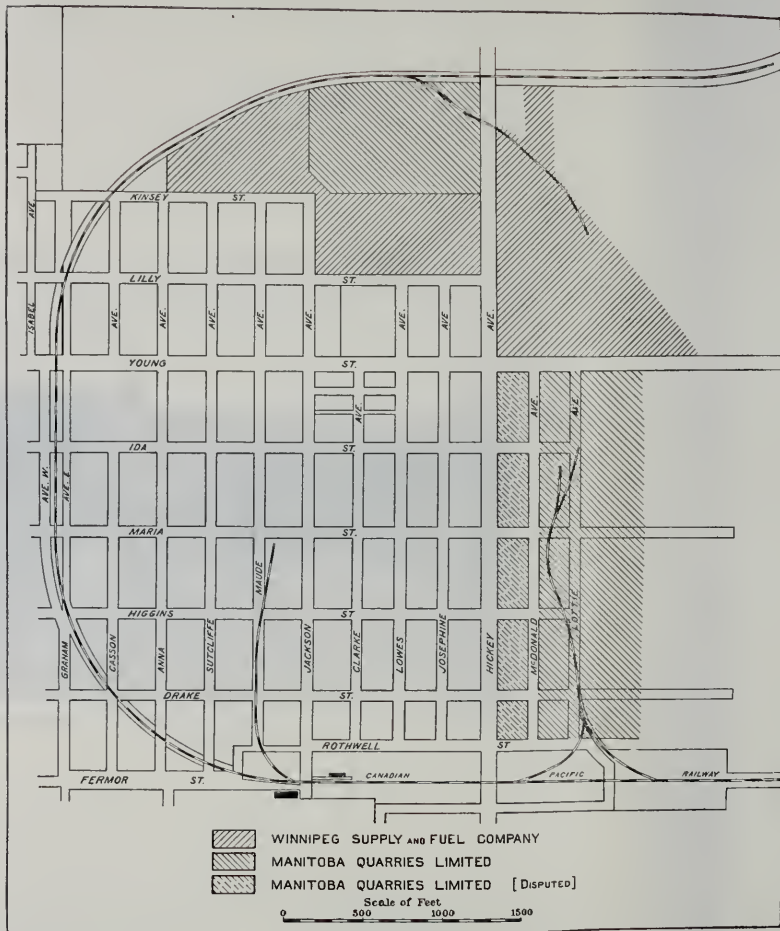 KINSEY ST.
AVE.
LILLY ST.
ISABEL AVE. AVE. AVE. AVE. AVE. AVE. AVE. AVE. AVE.
YOUNG ST.
AVE. AVE. AVE.
IDA ST.
AVE. W. AVE. E.
MARIA ST.
MAUDE
HIGGINS ST
GRAHAM CASSON ANNA SUTCLIFFE JACKSON CLARKE LOWES JOSEPHINE HICKEY McDONALD LOTTIE
DRAKE ST.
ROTHWELL ST
FERMOR ST. CANADIAN PACIFIC RAILWAY
WINNIPEG SUPPLY AND FUEL COMPANY
MANITOBA QUARRIES LIMITED
MANITOBA QUARRIES LIMITED [DISPUTED]
Scale of Feet
0 500 1000 1500